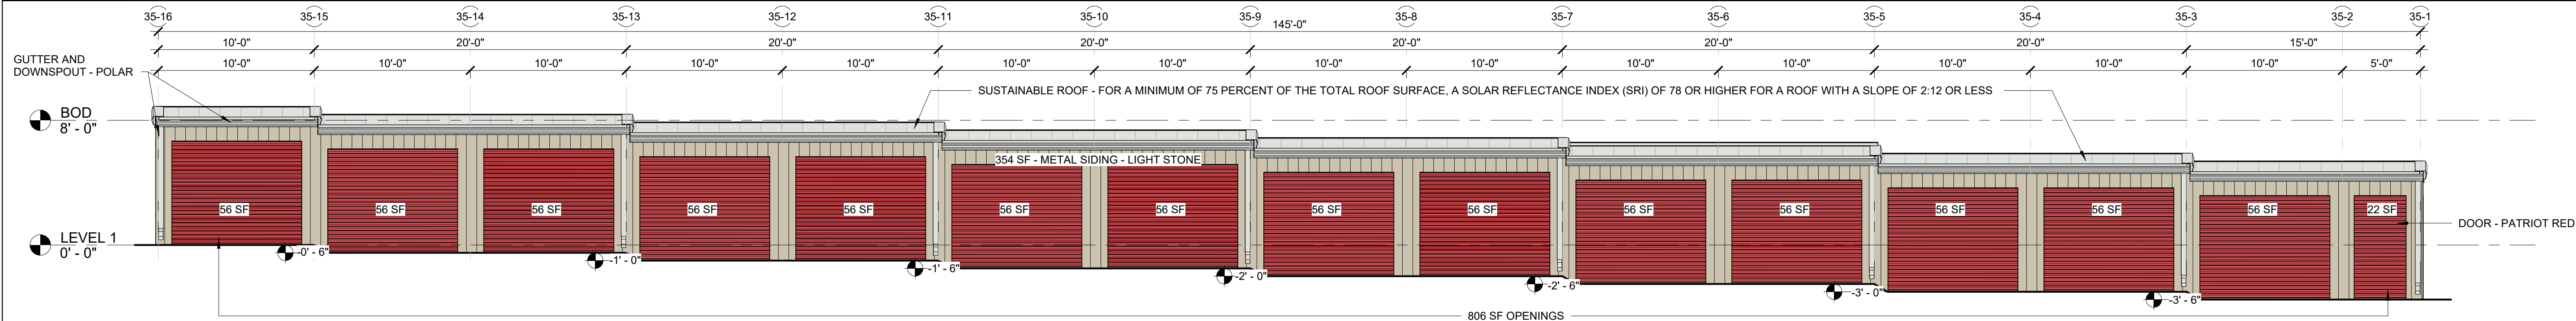 35-16 35-15 35-14 35-13 35-12 35-11 35-10 35-9 35-8 35-7 35-6 35-5 35-4 35-3 35-2 35-1
145'-0"
10'-0" 20'-0" 20'-0" 20'-0" 20'-0" 20'-0" 20'-0" 15'-0"
10'-0" 10'-0" 10'-0" 10'-0" 10'-0" 10'-0" 10'-0" 10'-0" 10'-0" 10'-0" 10'-0" 10'-0" 10'-0" 10'-0" 5'-0"
GUTTER AND
DOWNSPOUT - POLAR
SUSTAINABLE ROOF - FOR A MINIMUM OF 75 PERCENT OF THE TOTAL ROOF SURFACE, A SOLAR REFLECTANCE INDEX (SRI) OF 78 OR HIGHER FOR A ROOF WITH A SLOPE OF 2:12 OR LESS
BOD
8' - 0"
354 SF - METAL SIDING - LIGHT STONE
56 SF 56 SF 56 SF 56 SF 56 SF 56 SF 56 SF 56 SF 56 SF 56 SF 56 SF 56 SF 56 SF 56 SF 22 SF
DOOR - PATRIOT RED
LEVEL 1
0' - 0"
-0' - 6"
-1' - 0"
-1' - 6"
-2' - 0"
-2' - 6"
-3' - 0"
-3' - 6"
806 SF OPENINGS